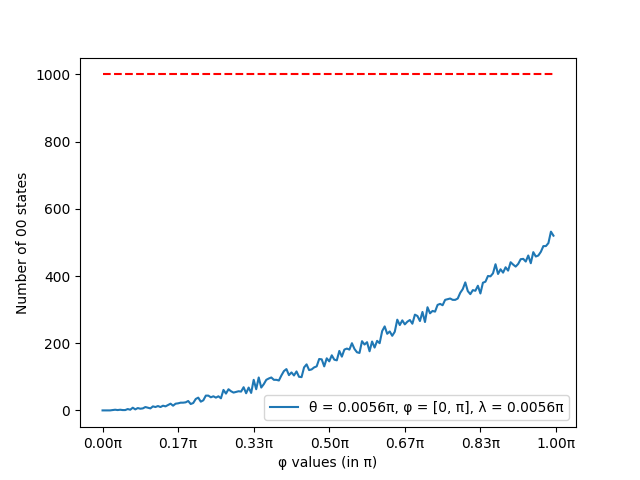 1000
800
600
400
200
0
Number of 00 states
θ = 0.0056π, φ = [0, π], λ = 0.0056π
0.00π 0.17π 0.33π 0.50π 0.67π 0.83π 1.00π
φ values (in π)